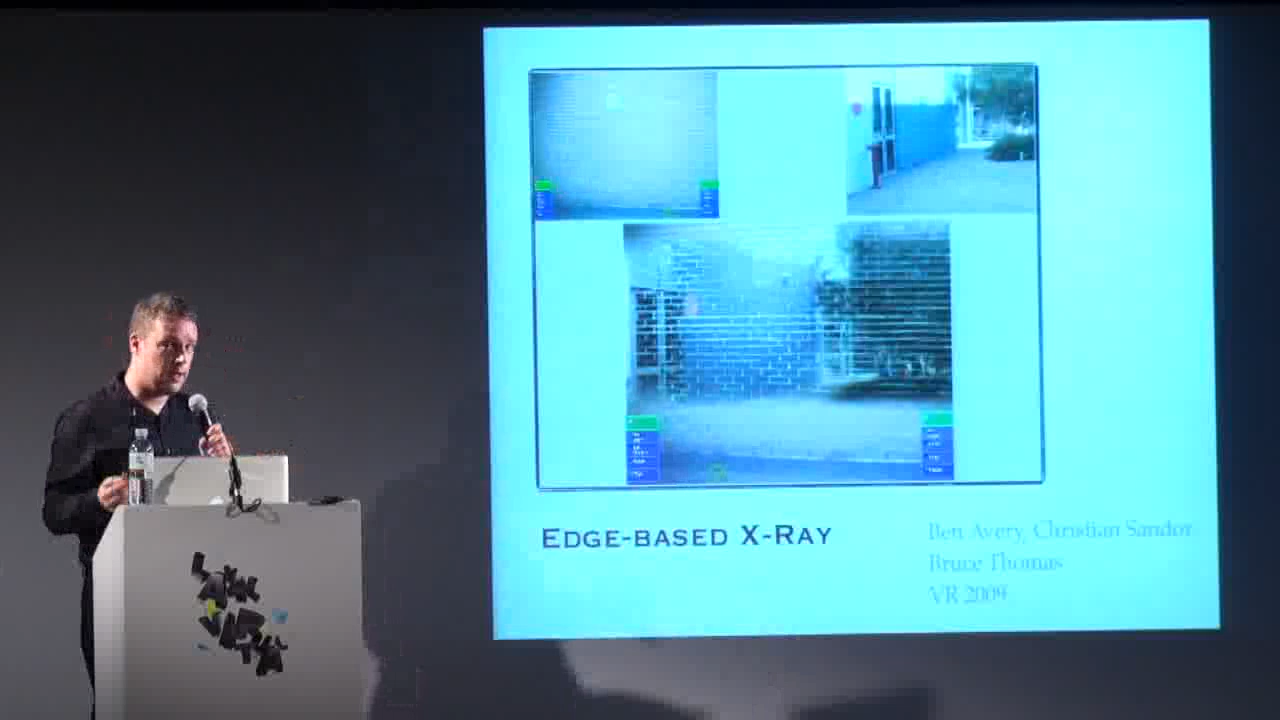 EDGE-BASED X-RAY
Ben Avery, Christian Sandor
Bruce Thomas
VR 2009